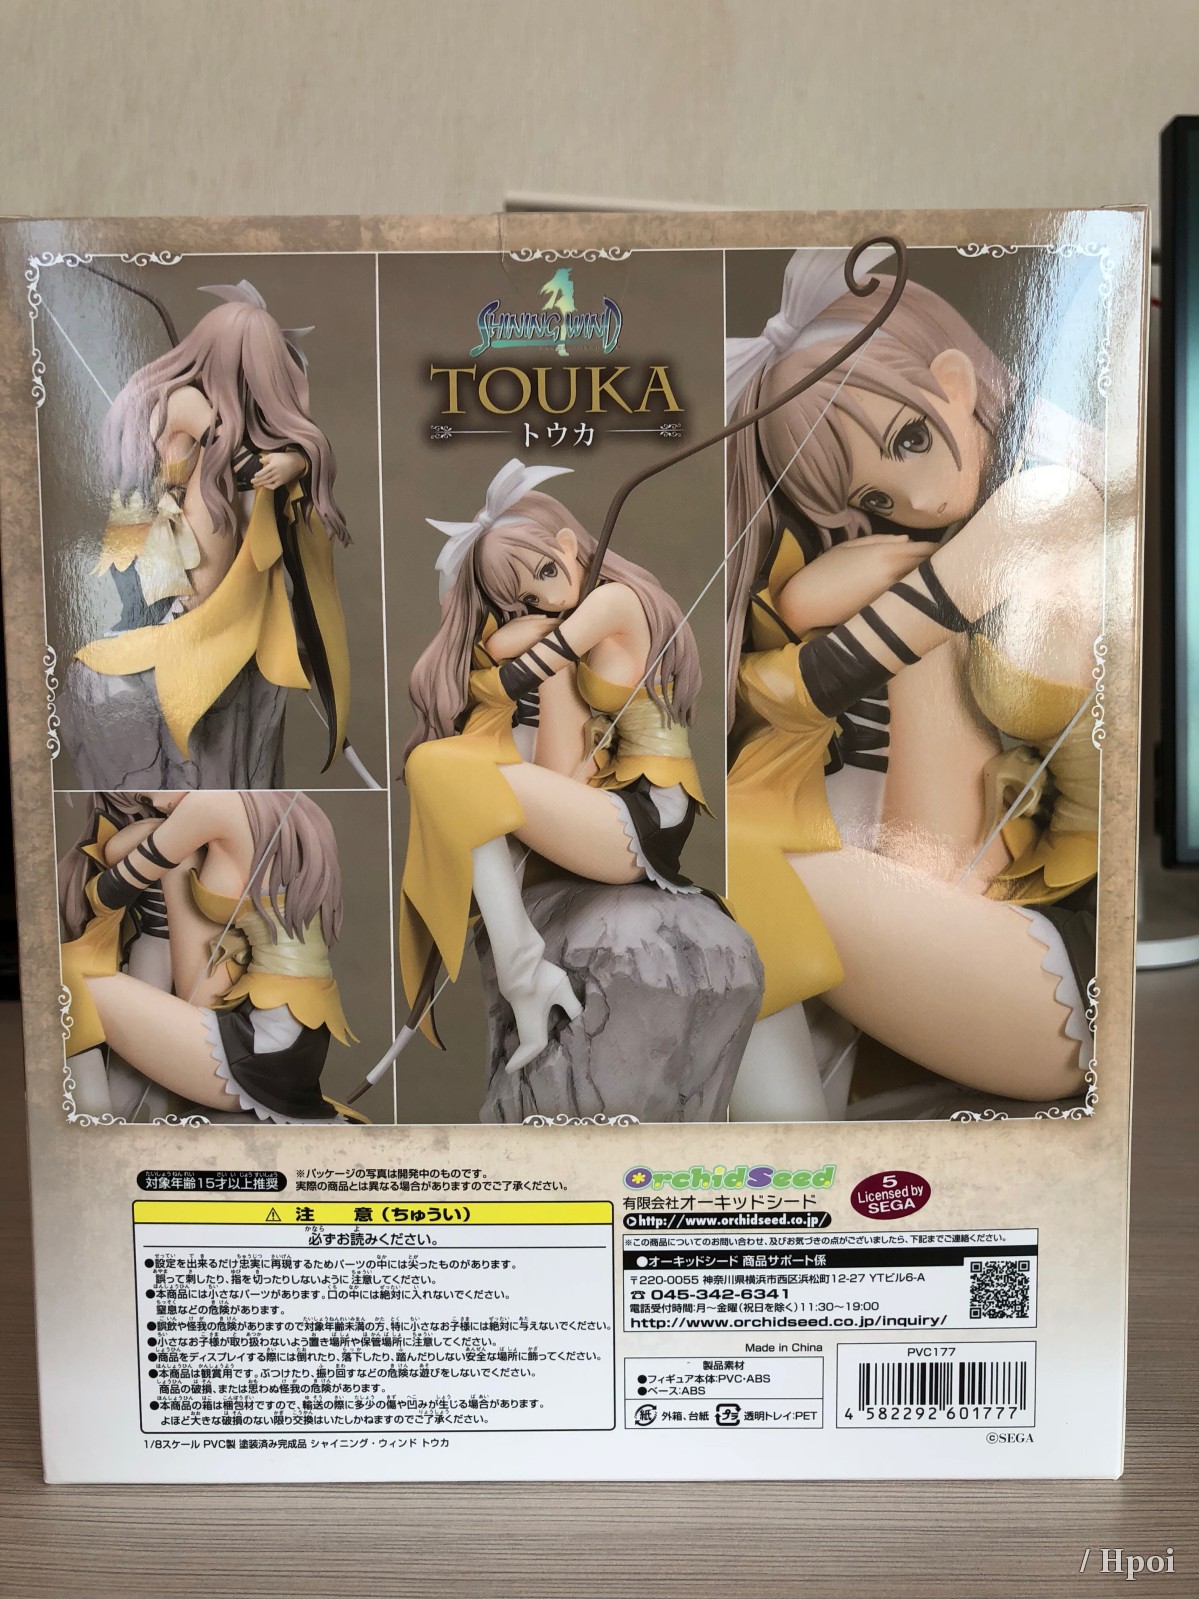 SHINING WIND
TOUKA
トウカ
対象年齢15才以上推奨
※パッケージの写真は開発中のものです。
実際の商品とは異なる場合がありますのでご了承ください。
⚠ 注 意(ちゅうい)
必ずお読みください。
●設定を出来るだけ忠実に再現するためパーツの中には尖ったものがあります。
誤って刺したり、指を切ったりしないように注意してください。
●本商品には小さなパーツがあります。口の中には絶対に入れないでください。
窒息などの危険があります。
●誤飲や怪我の危険がありますので対象年齢未満の方、特に小さなお子様には絶対に与えないでください。
●小さなお子様が取り扱わないよう置き場所や保管場所に注意してください。
●商品をディスプレイする際には倒れたり、落下したり、踏んだりしない安全な場所に飾ってください。
●本商品は観賞用です。ぶつけたり、振り回すなどの危険な遊びをしないでください。
商品の破損、または思わぬ怪我の危険があります。
●本商品の箱は梱包材ですので、輸送の際に多少の傷や凹みが生じる場合があります。
よほど大きな破損のない限り交換はいたしかねますのでご了承ください。
1/8スケール PVC製 塗装済み完成品 シャイニング・ウィンド トウカ
OrchidSeed
有限会社オーキッドシード
http://www.orchidseed.co.jp/
5
Licensed by
SEGA
※この商品についてのお問い合わせ、及びお気づきの点がございましたら、下記までご連絡ください。
●オーキッドシード 商品サポート係
〒220-0055 神奈川県横浜市西区浜松町12-27 YTビル6-A
☎ 045-342-6341
電話受付時間:月〜金曜(祝日を除く)11:30〜19:00
http://www.orchidseed.co.jp/inquiry/
Made in China
製品素材
●フィギュア本体:PVC・ABS
●ベース:ABS
紙 外箱、台紙 プラ 透明トレイ:PET
PVC177
4 582292 601777
©SEGA
/ Hpoi